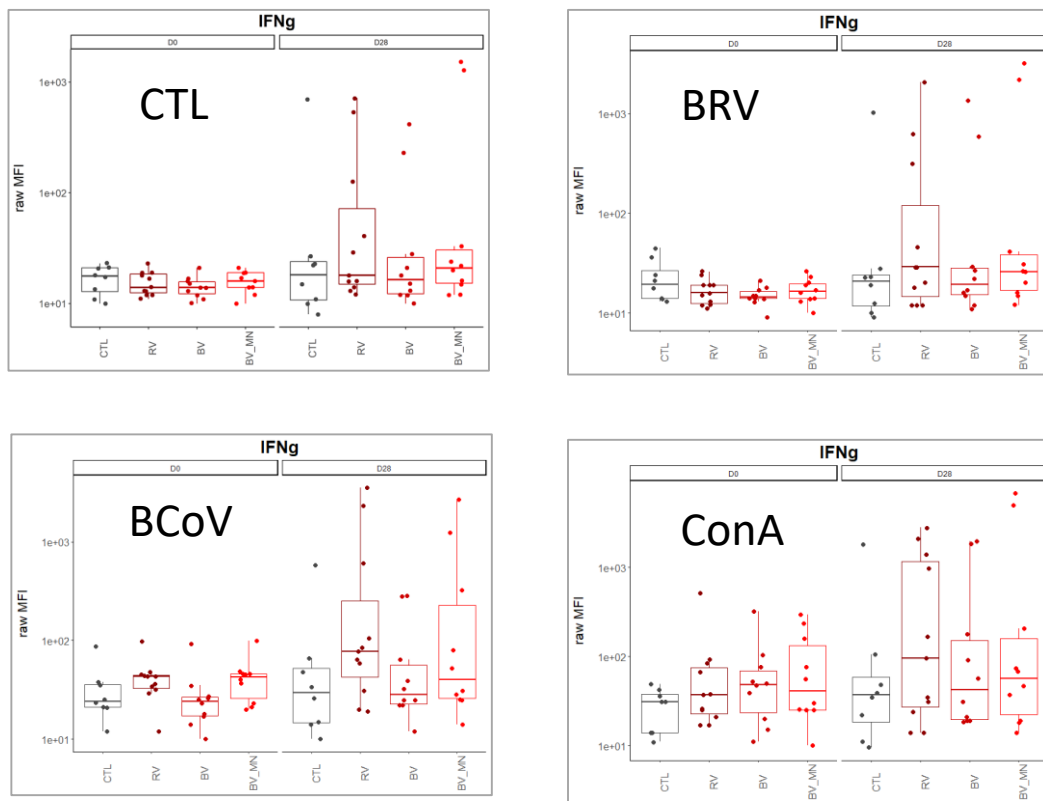 IFNg
D0 D28
CTL
raw MFI
1e+03
1e+02
1e+01
CTL RV BV BV_MN CTL RV BV BV_MN
IFNg
D0 D28
BRV
raw MFI
1e+03
1e+02
1e+01
CTL RV BV BV_MN CTL RV BV BV_MN
IFNg
D0 D28
BCoV
raw MFI
1e+03
1e+02
1e+01
CTL RV BV BV_MN CTL RV BV BV_MN
IFNg
D0 D28
ConA
raw MFI
1e+03
1e+02
1e+01
CTL RV BV BV_MN CTL RV BV BV_MN